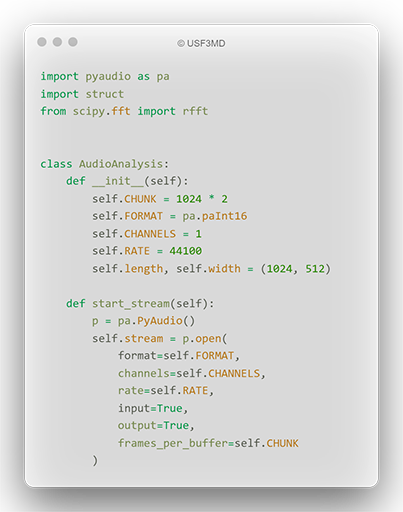 © USF3MD
import pyaudio as pa
import struct
from scipy.fft import rfft
class AudioAnalysis:
    def __init__(self):
        self.CHUNK = 1024 * 2
        self.FORMAT = pa.paInt16
        self.CHANNELS = 1
        self.RATE = 44100
        self.length, self.width = (1024, 512)
    def start_stream(self):
        p = pa.PyAudio()
        self.stream = p.open(
            format=self.FORMAT,
            channels=self.CHANNELS,
            rate=self.RATE,
            input=True,
            output=True,
            frames_per_buffer=self.CHUNK
        )